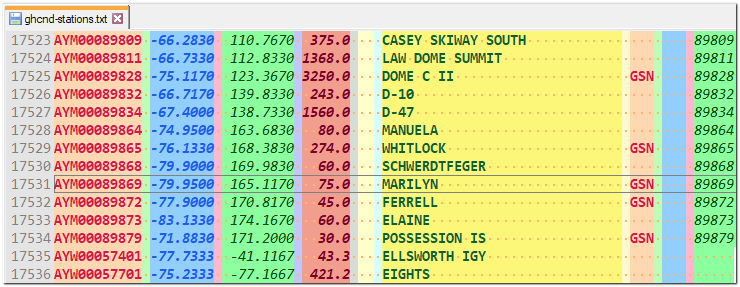 ghcnd-stations.txt
17523 AYM00089809 -66.2830 110.7670 375.0 CASEY SKIWAY SOUTH 89809
17524 AYM00089811 -66.7330 112.8330 1368.0 LAW DOME SUMMIT 89811
17525 AYM00089828 -75.1170 123.3670 3250.0 DOME C II GSN 89828
17526 AYM00089832 -66.7170 139.8330 243.0 D-10 89832
17527 AYM00089834 -67.4000 138.7330 1560.0 D-47 89834
17528 AYM00089864 -74.9500 163.6830 80.0 MANUELA 89864
17529 AYM00089865 -76.1330 168.3830 274.0 WHITLOCK GSN 89865
17530 AYM00089868 -79.9000 169.9830 60.0 SCHWERDTFEGER 89868
17531 AYM00089869 -79.9500 165.1170 75.0 MARILYN GSN 89869
17532 AYM00089872 -77.9000 170.8170 45.0 FERRELL GSN 89872
17533 AYM00089873 -83.1330 174.1670 60.0 ELAINE 89873
17534 AYM00089879 -71.8830 171.2000 30.0 POSSESSION IS GSN 89879
17535 AYW00057401 -77.7333 -41.1167 43.3 ELLSWORTH IGY
17536 AYW00057701 -75.2333 -77.1667 421.2 EIGHTS